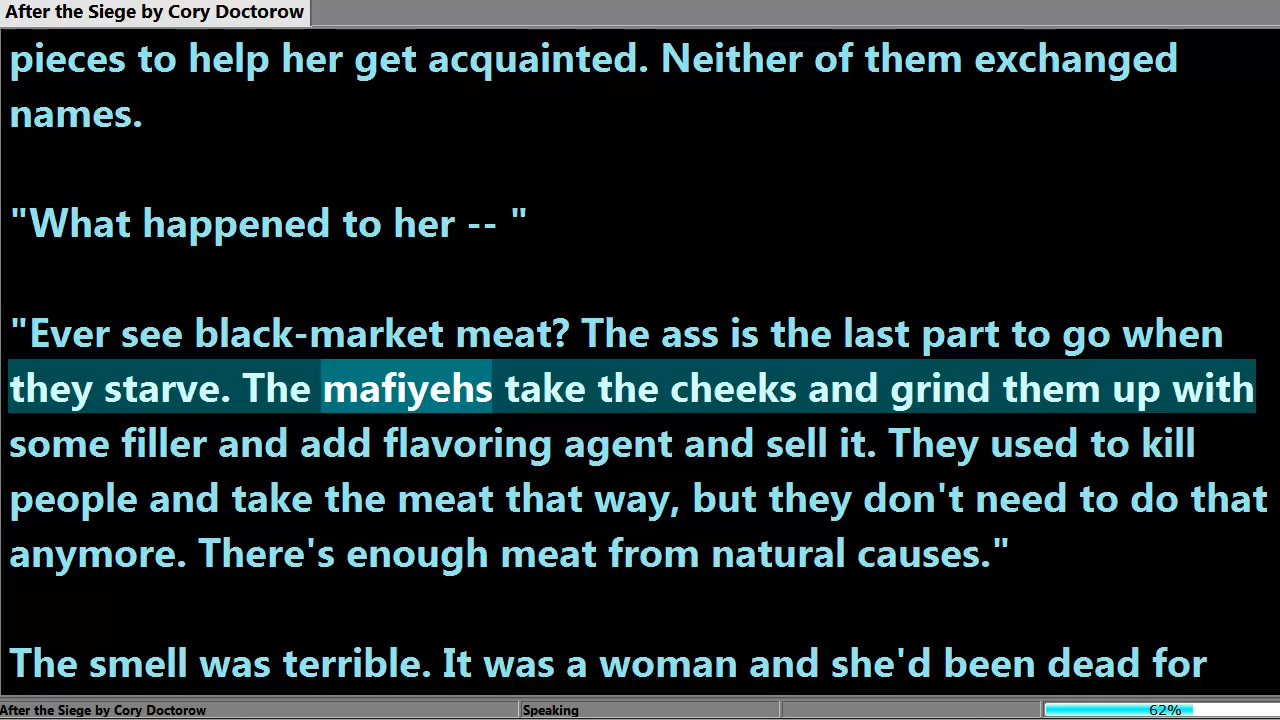 After the Siege by Cory Doctorow
pieces to help her get acquainted. Neither of them exchanged
names.
"What happened to her -- "
"Ever see black-market meat? The ass is the last part to go when
they starve. The mafiyehs take the cheeks and grind them up with
some filler and add flavoring agent and sell it. They used to kill
people and take the meat that way, but they don't need to do that
anymore. There's enough meat from natural causes."
The smell was terrible. It was a woman and she'd been dead for
After the Siege by Cory Doctorow
Speaking
62%